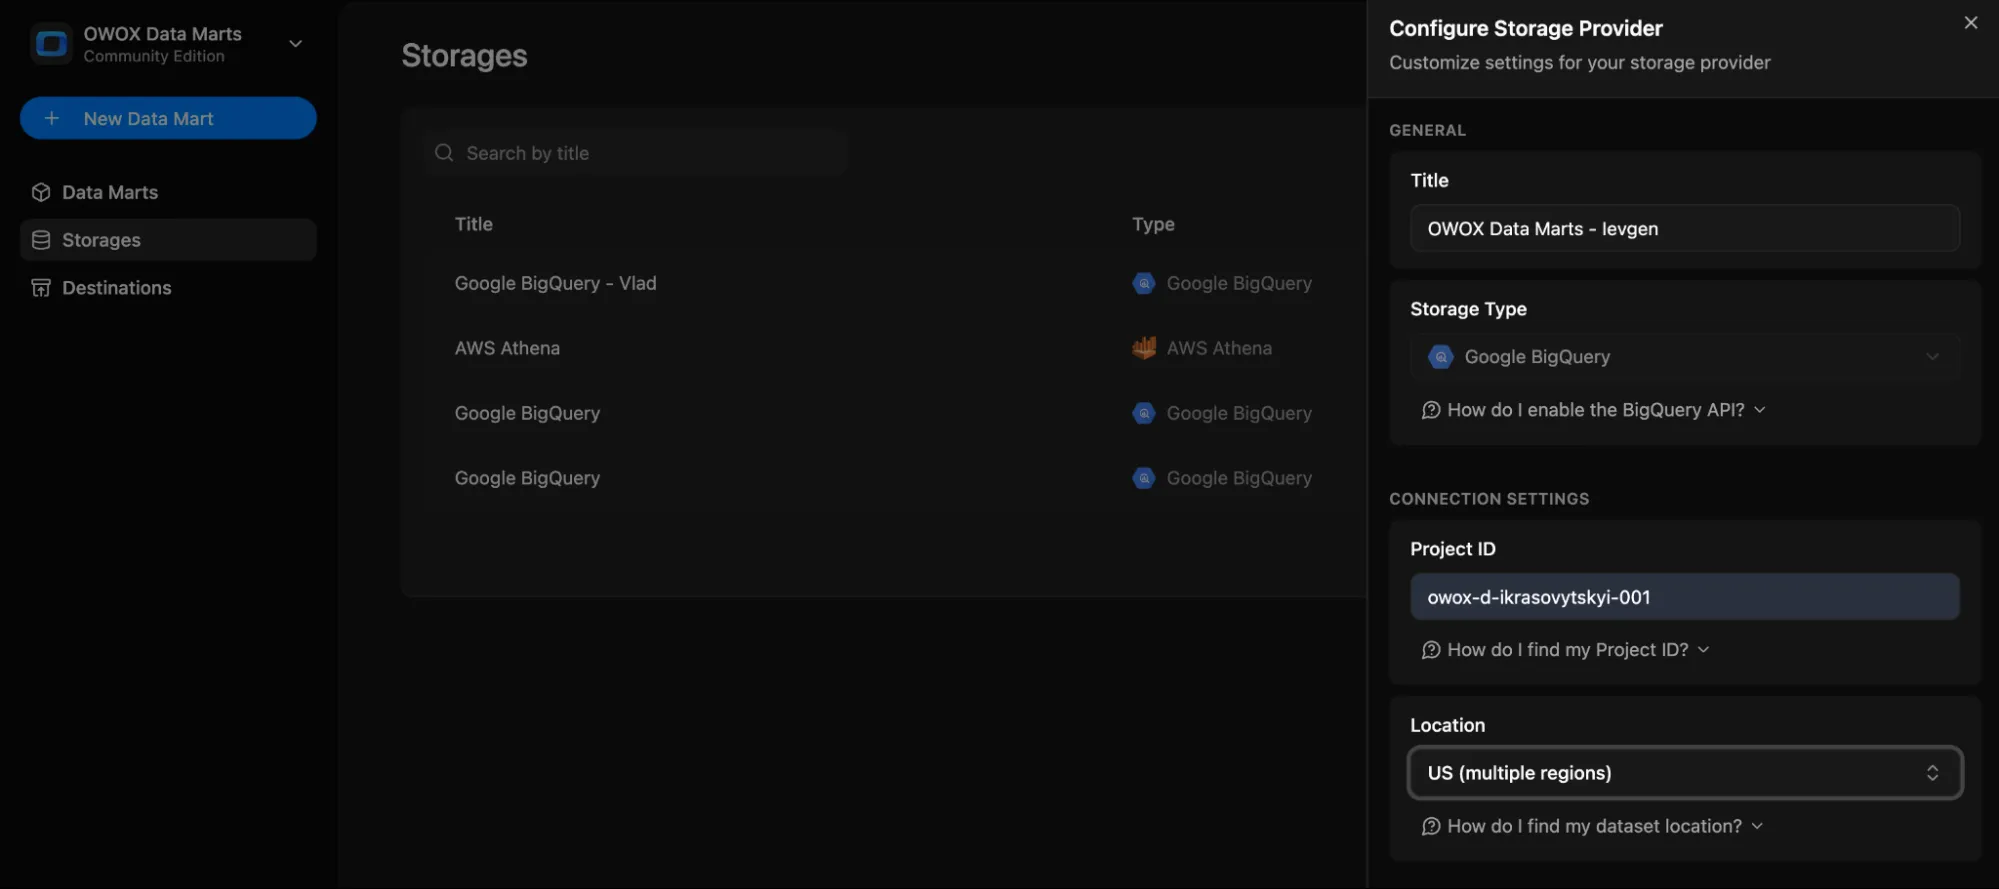 OWOX Data Marts
Community Edition
New Data Mart
Data Marts
Storages
Destinations
Storages
Search by title
Title Type
Google BigQuery - Vlad Google BigQuery
AWS Athena AWS Athena
Google BigQuery Google BigQuery
Google BigQuery Google BigQuery
Configure Storage Provider
Customize settings for your storage provider
GENERAL
Title
OWOX Data Marts - Ievgen
Storage Type
Google BigQuery
How do I enable the BigQuery API?
CONNECTION SETTINGS
Project ID
owox-d-ikrasovytskyi-001
How do I find my Project ID?
Location
US (multiple regions)
How do I find my dataset location?